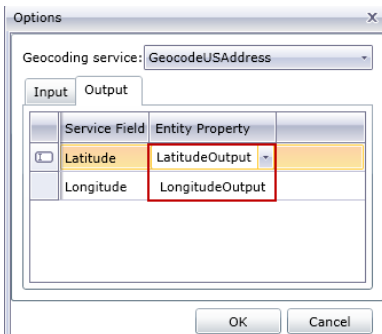 Options
x
Geocoding service: GeocodeUSAddress
Input Output
Service Field Entity Property
Latitude LatitudeOutput
Longitude LongitudeOutput
OK Cancel